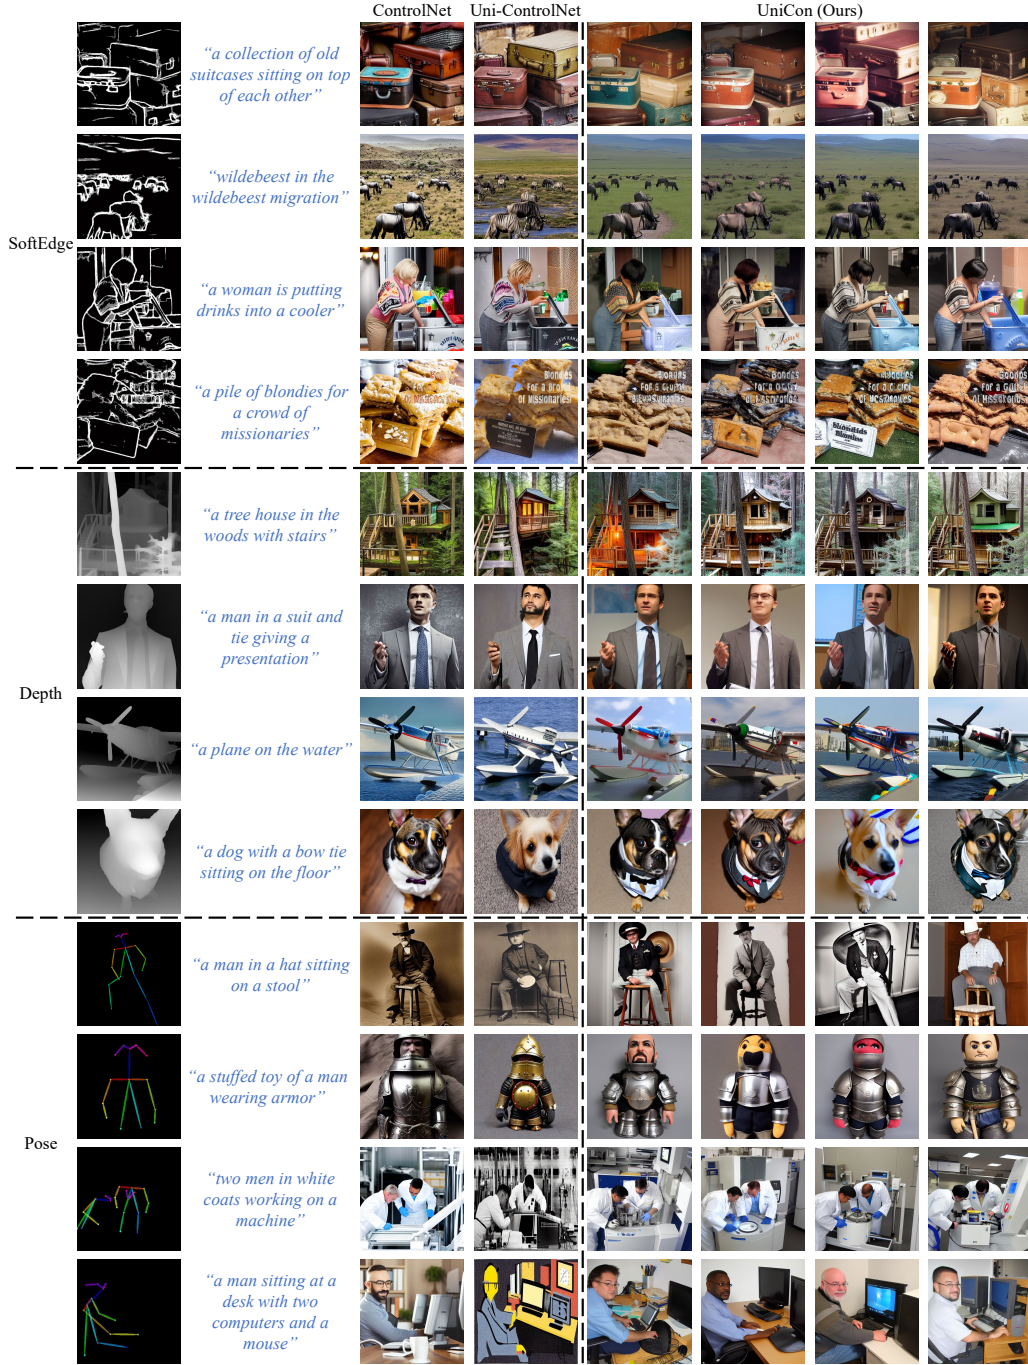 ControlNet Uni-ControlNet UniCon (Ours)
SoftEdge
“a collection of old
suitcases sitting on top
of each other”
“wildebeest in the
wildebeest migration”
“a woman is putting
drinks into a cooler”
“a pile of blondies for
a crowd of
missionaries”
Depth
“a tree house in the
woods with stairs”
“a man in a suit and
tie giving a
presentation”
“a plane on the water”
“a dog with a bow tie
sitting on the floor”
Pose
“a man in a hat sitting
on a stool”
“a stuffed toy of a man
wearing armor”
“two men in white
coats working on a
machine”
“a man sitting at a
desk with two
computers and a
mouse”